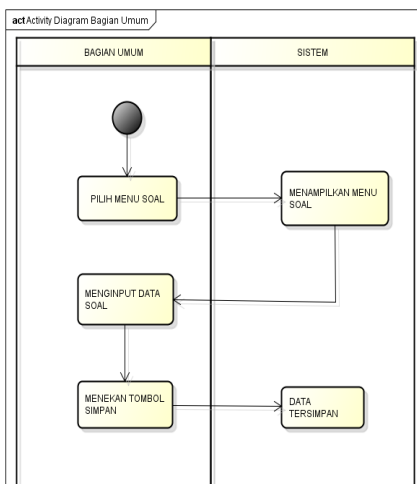 act Activity Diagram Bagian Umum
BAGIAN UMUM
SISTEM
PILIH MENU SOAL
MENAMPILKAN MENU
SOAL
MENGINPUT DATA
SOAL
MENEKAN TOMBOL
SIMPAN
DATA
TERSIMPAN